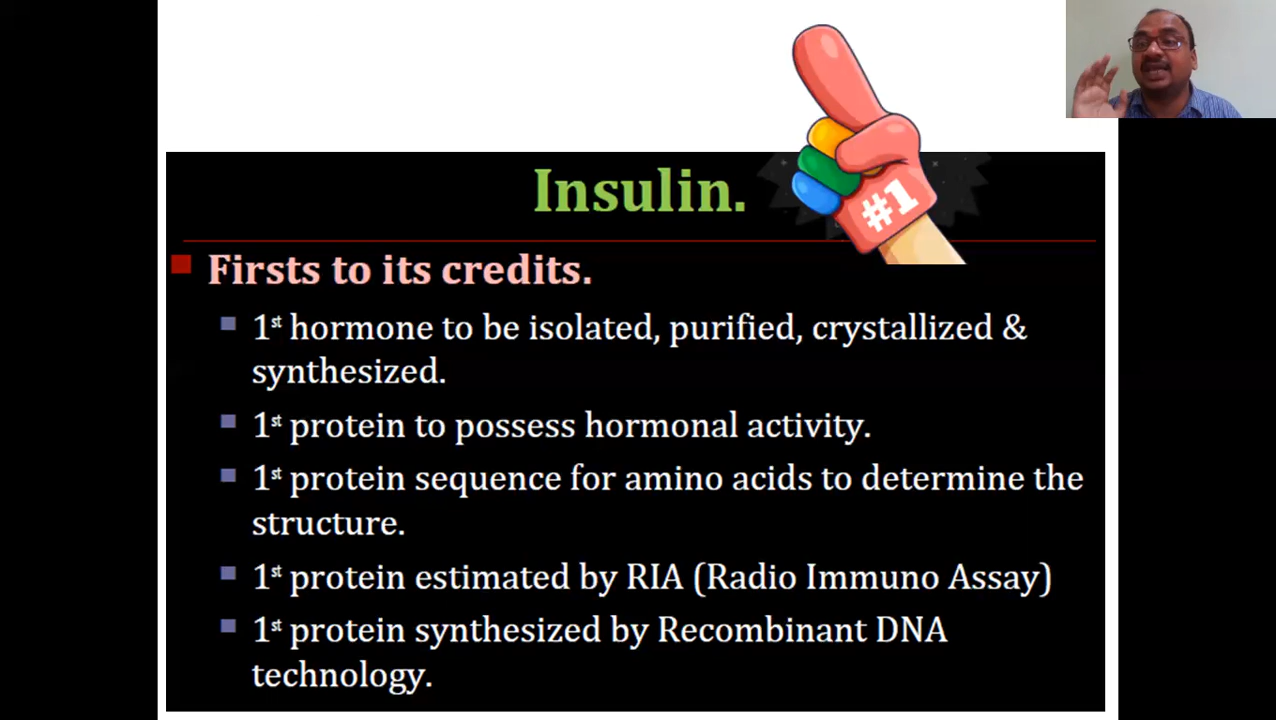 #1
Insulin.
Firsts to its credits.
1st hormone to be isolated, purified, crystallized &
synthesized.
1st protein to possess hormonal activity.
1st protein sequence for amino acids to determine the
structure.
1st protein estimated by RIA (Radio Immuno Assay)
1st protein synthesized by Recombinant DNA
technology.